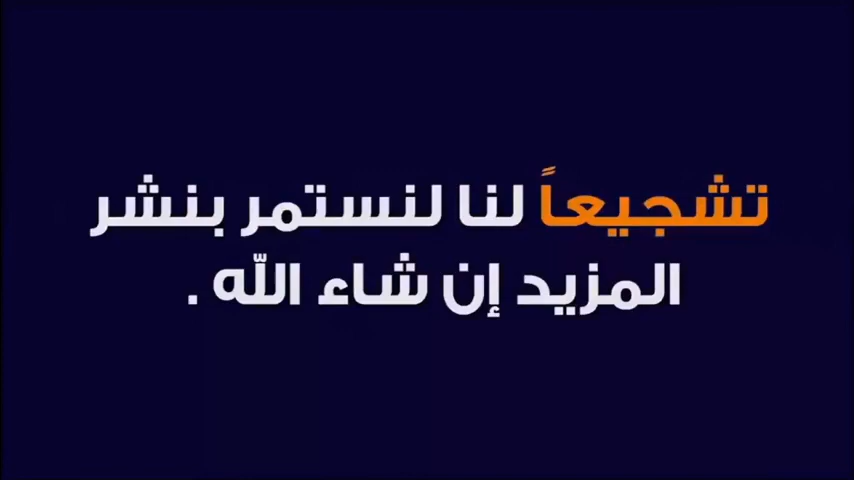 تشجيعاً لنا لنستمر بنشر
المزيد إن شاء الله .